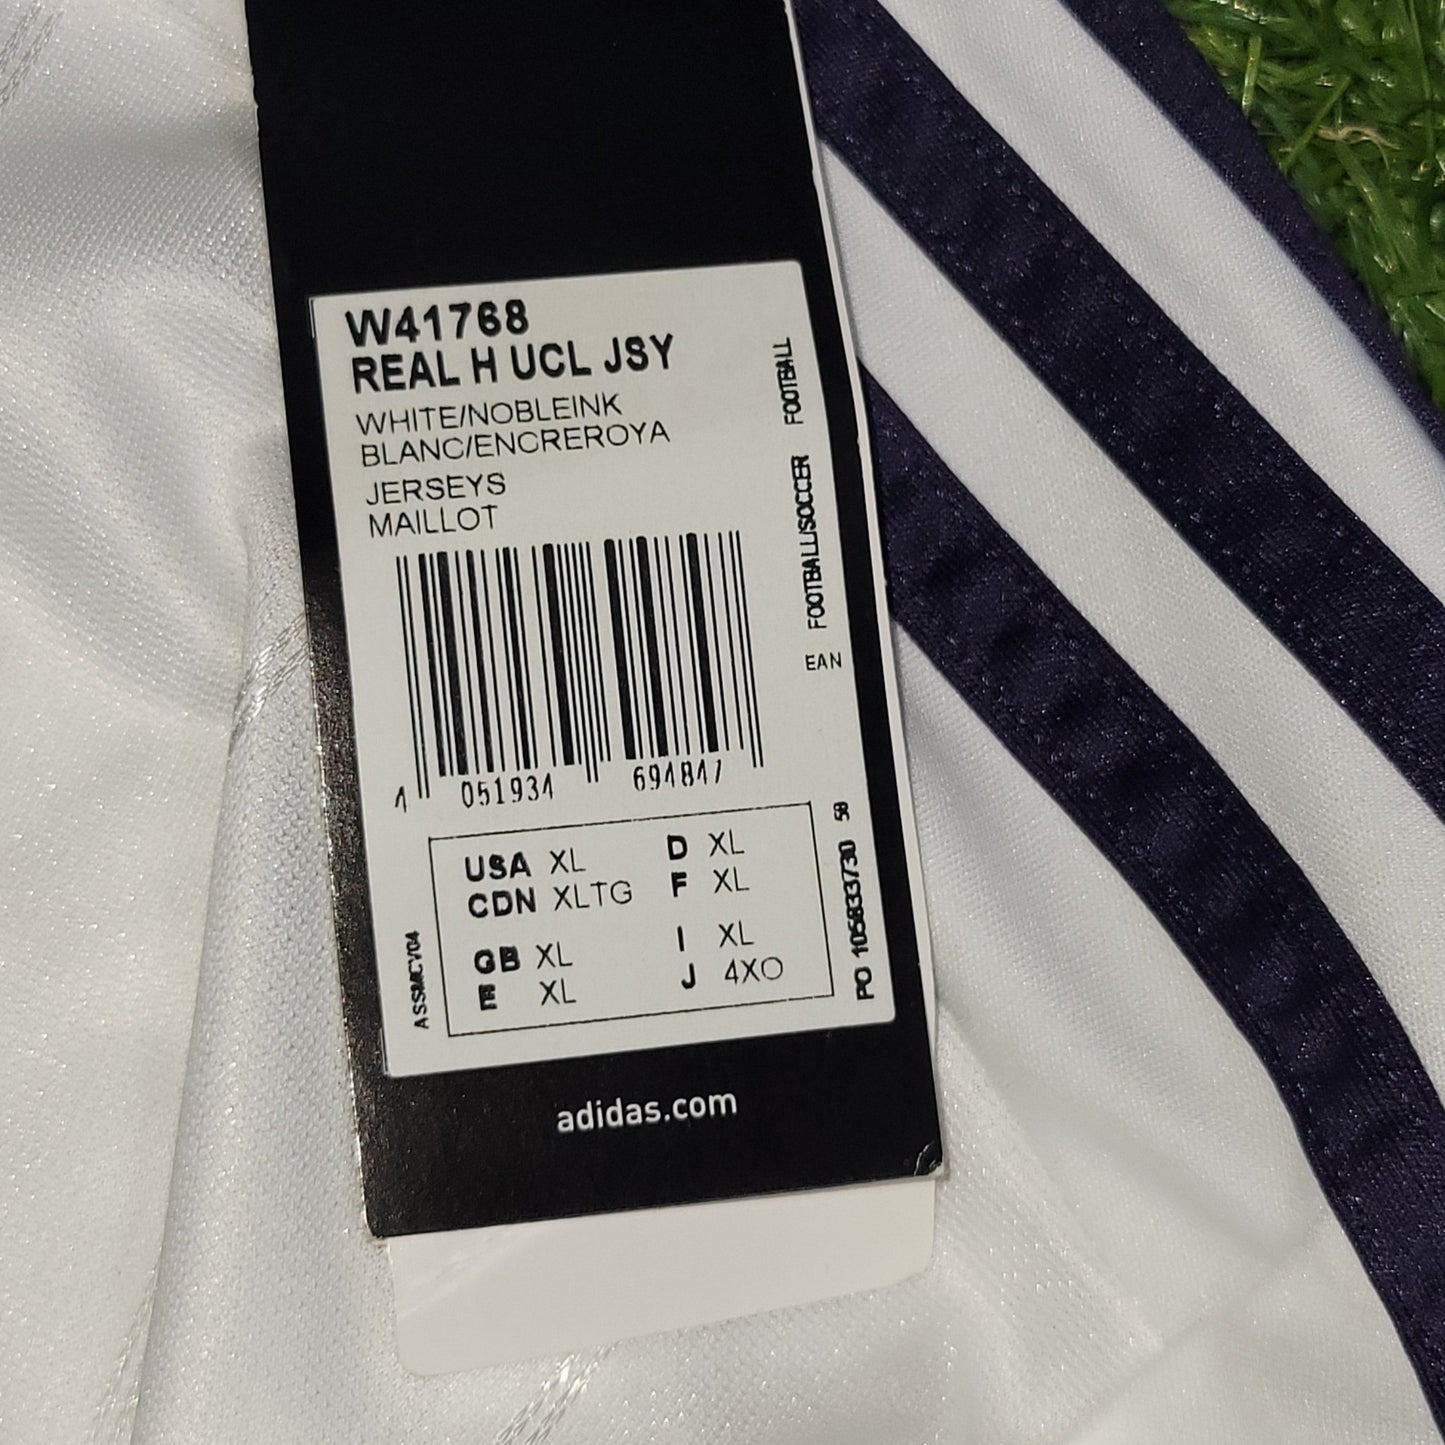 W41768
REAL H UCL JSY
WHITE/NOBLEINK
BLANC/ENCREROYA
JERSEYS
MAILLOT
FOOTBALL/SOCCER FOOTBALL
EAN
4 051934 694847
USA XL D XL
CDN XLTG F XL
GB XL I XL
E XL J 4XO
ASSMCV04
PO 105833730 58
adidas.com